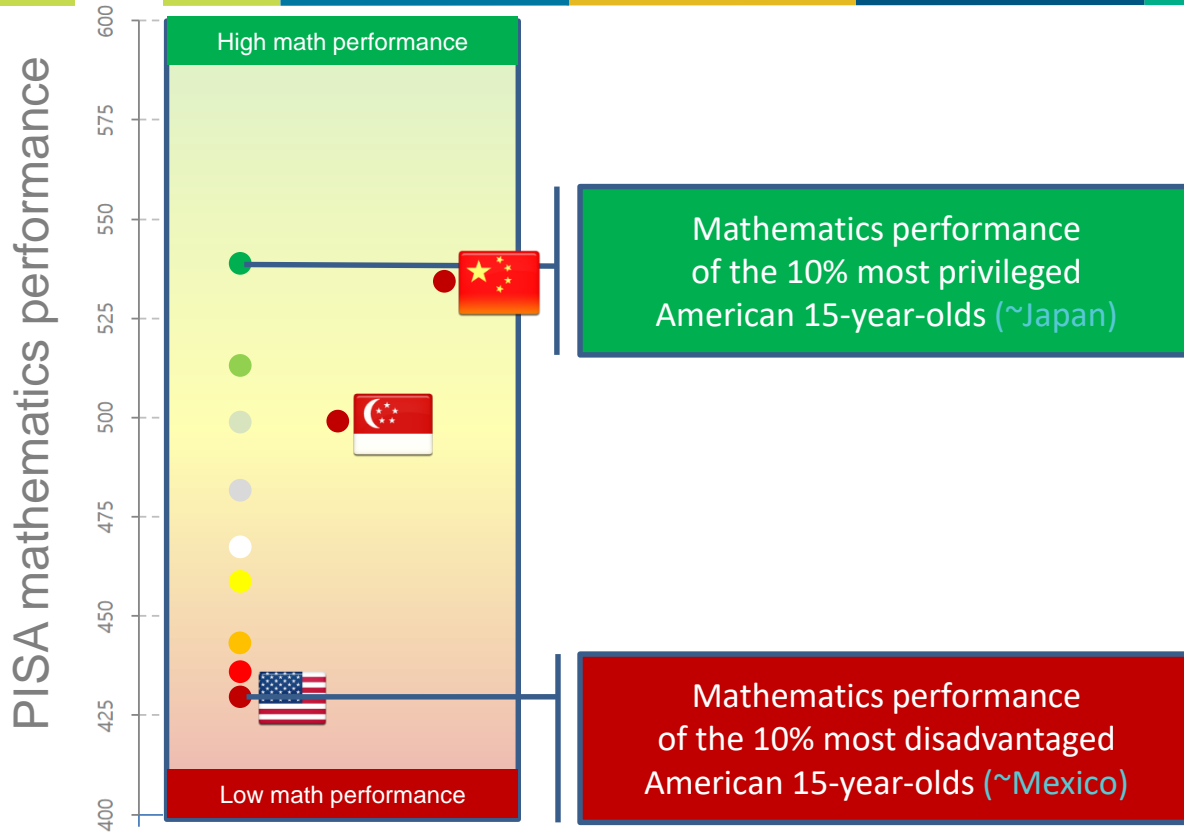 PISA mathematics performance
600
575
550
525
500
475
450
425
400
High math performance
Mathematics performance
of the 10% most privileged
American 15-year-olds (~Japan)
Mathematics performance
of the 10% most disadvantaged
American 15-year-olds (~Mexico)
Low math performance